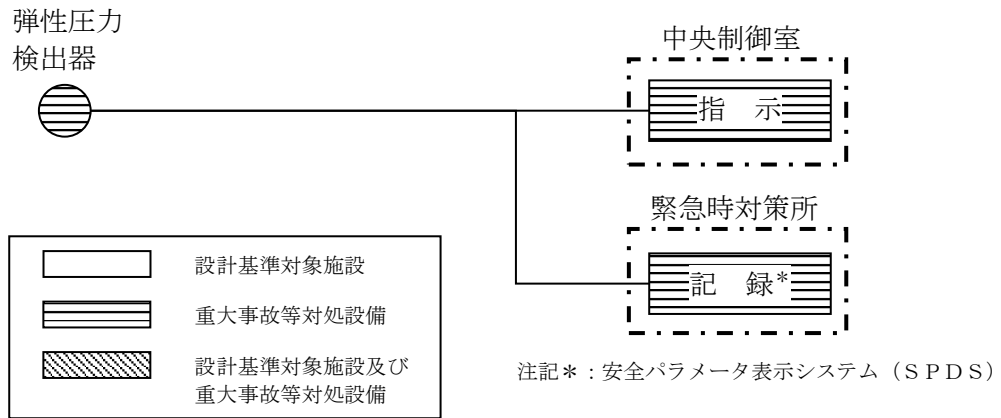 弾性圧力
検出器
中央制御室
指　示
緊急時対策所
記　録*
設計基準対象施設
重大事故等対処設備
設計基準対象施設及び
重大事故等対処設備
注記＊：安全パラメータ表示システム（ＳＰＤＳ）